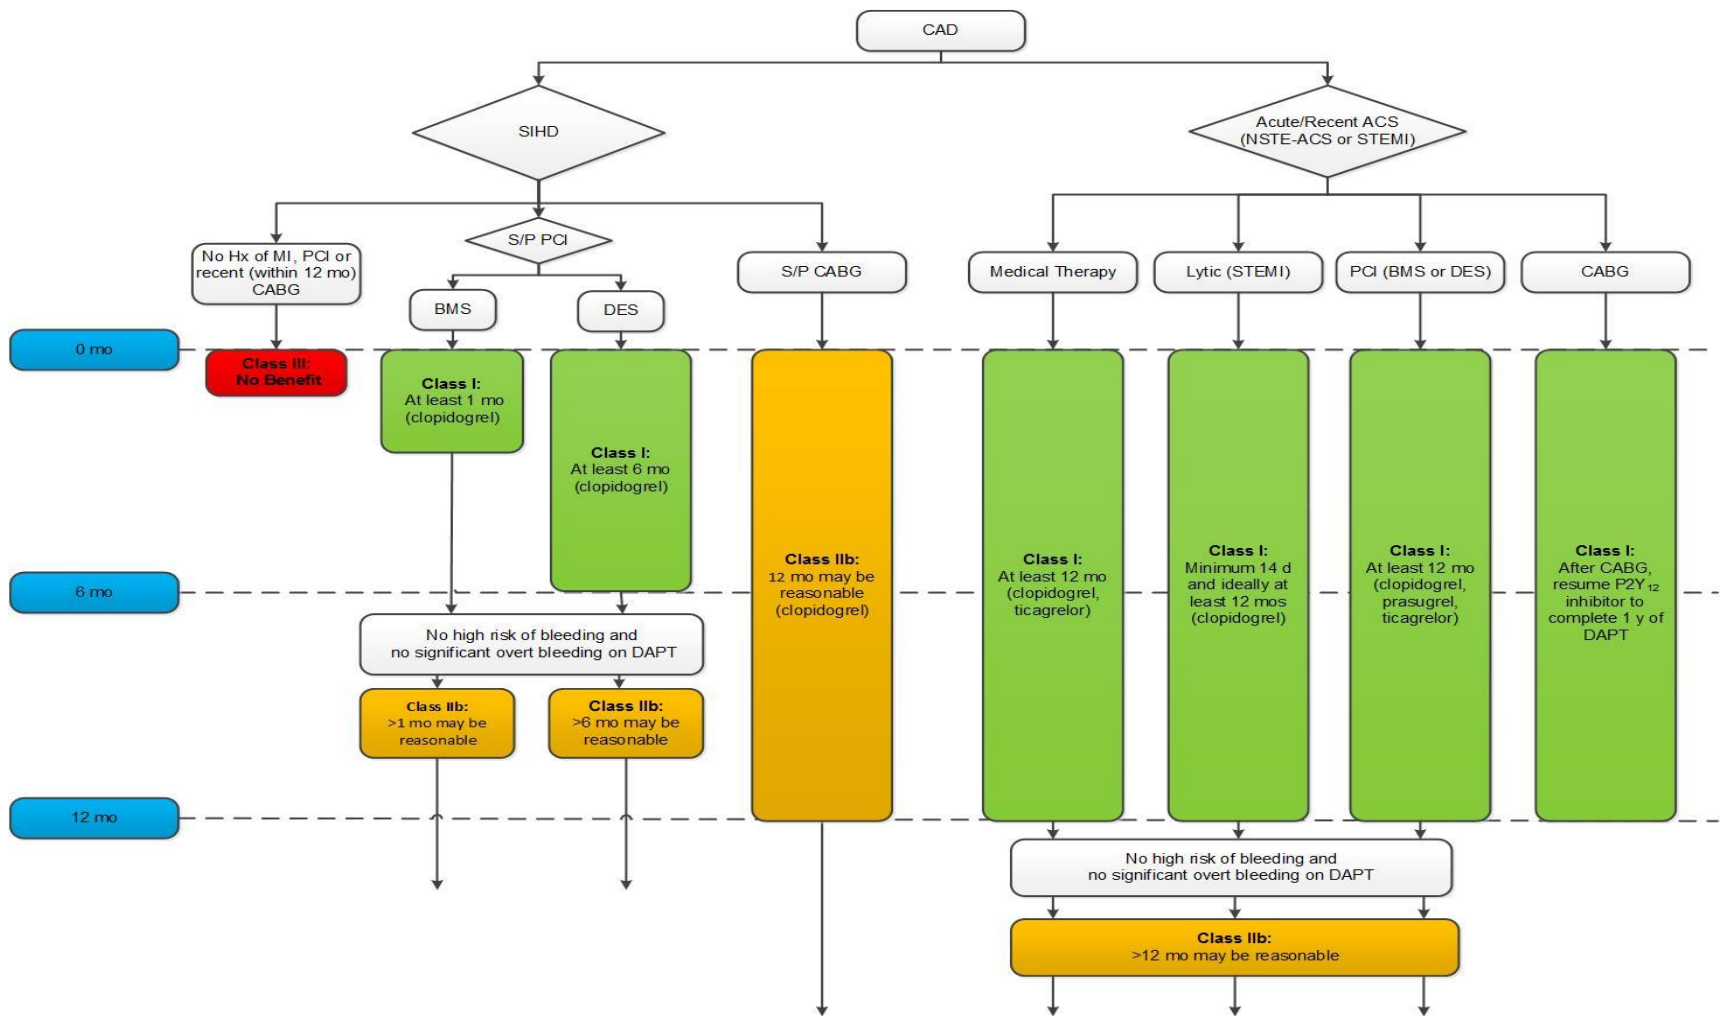 CAD
SIHD
Acute/Recent ACS
(NSTE-ACS or STEMI)
No Hx of MI, PCI or
recent (within 12 mo)
CABG
S/P PCI
BMS
DES
S/P CABG
Medical Therapy
Lytic (STEMI)
PCI (BMS or DES)
CABG
0 mo
Class III:
No Benefit
Class I:
At least 1 mo
(clopidogrel)
Class I:
At least 6 mo
(clopidogrel)
Class IIb:
12 mo may be
reasonable
(clopidogrel)
Class I:
At least 12 mo
(clopidogrel,
ticagrelor)
Class I:
Minimum 14 d
and ideally at
least 12 mos
(clopidogrel)
Class I:
At least 12 mo
(clopidogrel,
prasugrel,
ticagrelor)
Class I:
After CABG,
resume P2Y₁₂
inhibitor to
complete 1 y of
DAPT
6 mo
No high risk of bleeding and
no significant overt bleeding on DAPT
Class IIb:
>1 mo may be
reasonable
Class IIb:
>6 mo may be
reasonable
12 mo
No high risk of bleeding and
no significant overt bleeding on DAPT
Class IIb:
>12 mo may be reasonable